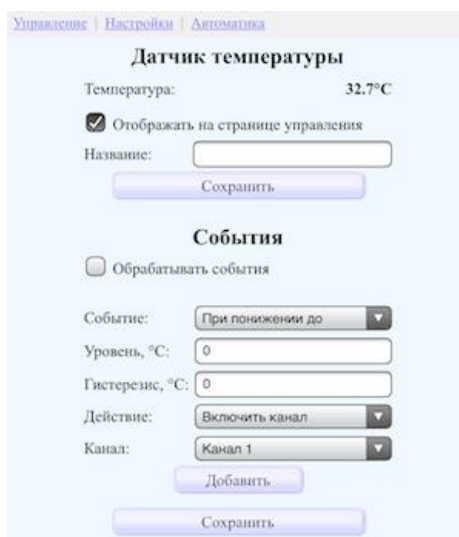 Управление | Настройки | Автоматика
Датчик температуры
Температура: 32.7°C
Отображать на странице управления
Название:
Сохранить
События
Обрабатывать события
Событие: При понижении до
Уровень, °C: 0
Гистерезис, °C: 0
Действие: Включить канал
Канал: Канал 1
Добавить
Сохранить